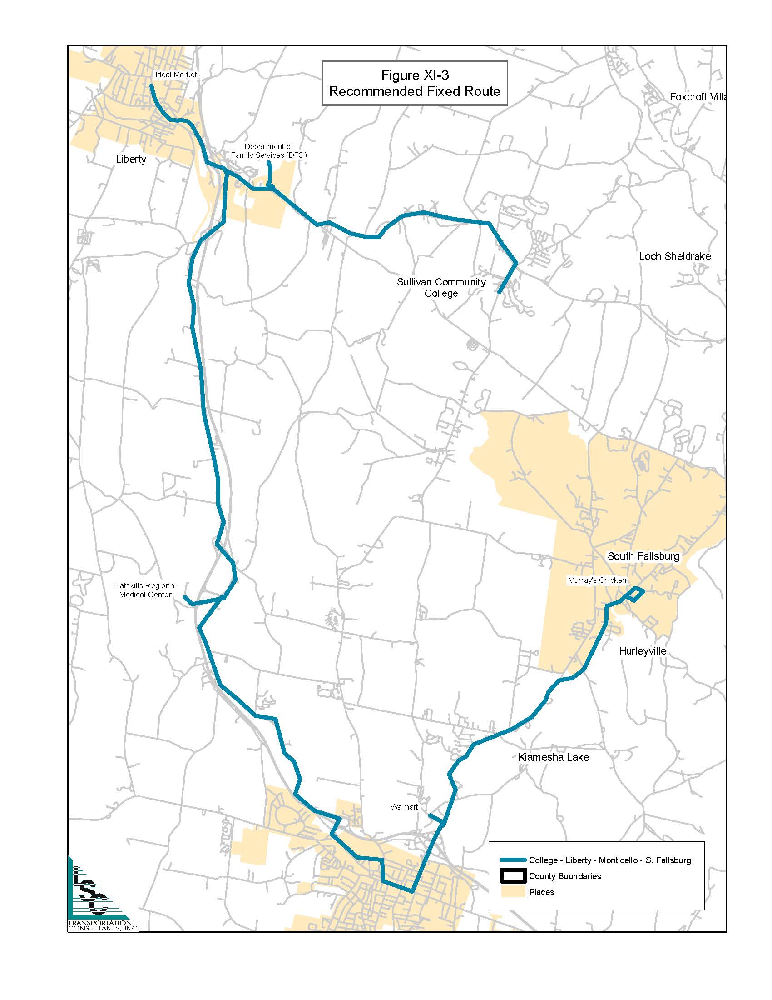 Figure XI-3
Recommended Fixed Route
Ideal Market
Foxcroft Villa
Department of
Family Services (DFS)
Liberty
Loch Sheldrake
Sullivan Community
College
South Fallsburg
Murray's Chicken
Catskills Regional
Medical Center
Hurleyville
Kiamesha Lake
Walmart
College - Liberty - Monticello - S. Fallsburg
County Boundaries
Places
LSC
TRANSPORTATION
CONSULTANTS, INC.